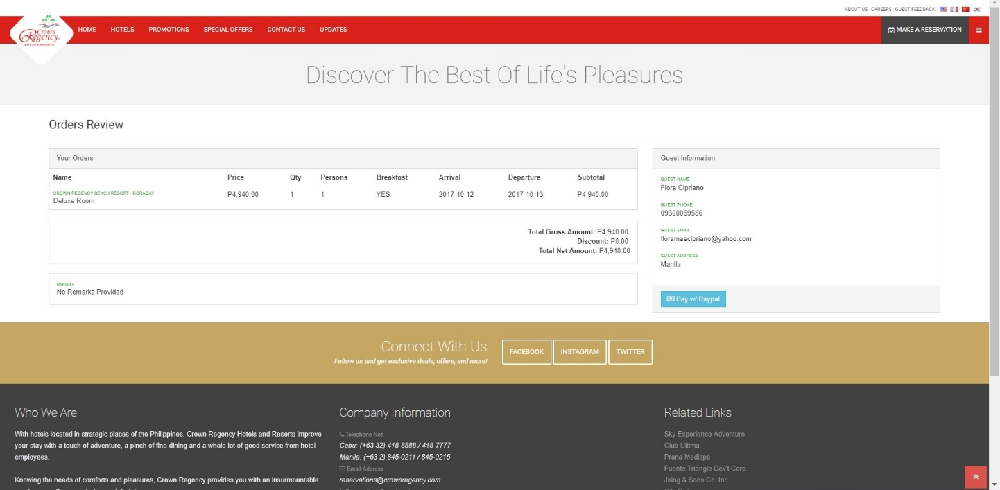 ABOUT US CAREERS GUEST FEEDBACK
Crown Regency.
HOTELS & RESORTS
HOME HOTELS PROMOTIONS SPECIAL OFFERS CONTACT US UPDATES MAKE A RESERVATION
Discover The Best Of Life's Pleasures
Orders Review
Your Orders
Name Price Qty Persons Breakfast Arrival Departure Subtotal
CROWN REGENCY BEACH RESORT - BORACAY
Deluxe Room P4,940.00 1 1 YES 2017-10-12 2017-10-13 P4,940.00
Total Gross Amount: P4,940.00
Discount: P0.00
Total Net Amount: P4,940.00
Remarks
No Remarks Provided
Guest Information
GUEST NAME
Flora Cipriano
GUEST PHONE
09300069586
GUEST EMAIL
floramaecipriano@yahoo.com
GUEST ADDRESS
Manila
Pay w/ Paypal
Connect With Us
Follow us and get exclusive deals, offers, and more!
FACEBOOK INSTAGRAM TWITTER
Who We Are
With hotels located in strategic places of the Philippines, Crown Regency Hotels and Resorts improve
your stay with a touch of adventure, a pinch of fine dining and a whole lot of good service from hotel
employees.
Knowing the needs of comforts and pleasures, Crown Regency provides you with an insurmountable
Company Information
Telephone Nos
Cebu: (+63 32) 418-8888 / 418-7777
Manila: (+63 2) 845-0211 / 845-0215
Email Address
reservations@crownregency.com
Related Links
Sky Experience Adventure
Club Ultima
Prana Medispa
Fuente Triangle Dev't Corp.
Jking & Sons Co. Inc